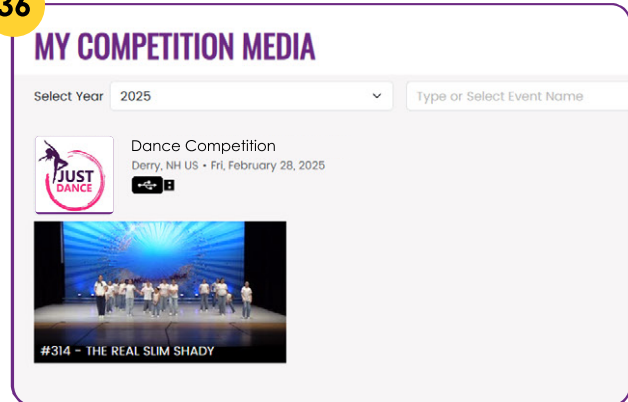 36
MY COMPETITION MEDIA
Select Year 2025 Type or Select Event Name
JUST
DANCE
Dance Competition
Derry, NH US • Fri, February 28, 2025
#314 - THE REAL SLIM SHADY